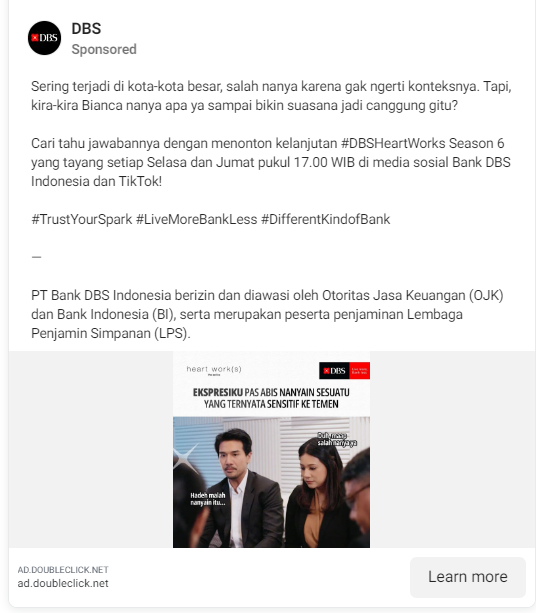 DBS
DBS
Sponsored
Sering terjadi di kota-kota besar, salah nanya karena gak ngerti konteksnya. Tapi,
kira-kira Bianca nanya apa ya sampai bikin suasana jadi canggung gitu?
Cari tahu jawabannya dengan menonton kelanjutan #DBSHeartWorks Season 6
yang tayang setiap Selasa dan Jumat pukul 17.00 WIB di media sosial Bank DBS
Indonesia dan TikTok!
#TrustYourSpark #LiveMoreBankLess #DifferentKindofBank
—
PT Bank DBS Indonesia berizin dan diawasi oleh Otoritas Jasa Keuangan (OJK)
dan Bank Indonesia (BI), serta merupakan peserta penjaminan Lembaga
Penjamin Simpanan (LPS).
heart work(s)
DBS
EKSPRESIKU PAS ABIS NANYAIN SESUATU
YANG TERNYATA SENSITIF KE TEMEN
Duh, maap
salah nanya ya
Hadeh malah
nanyain itu...
AD.DOUBLECLICK.NET
ad.doubleclick.net
Learn more